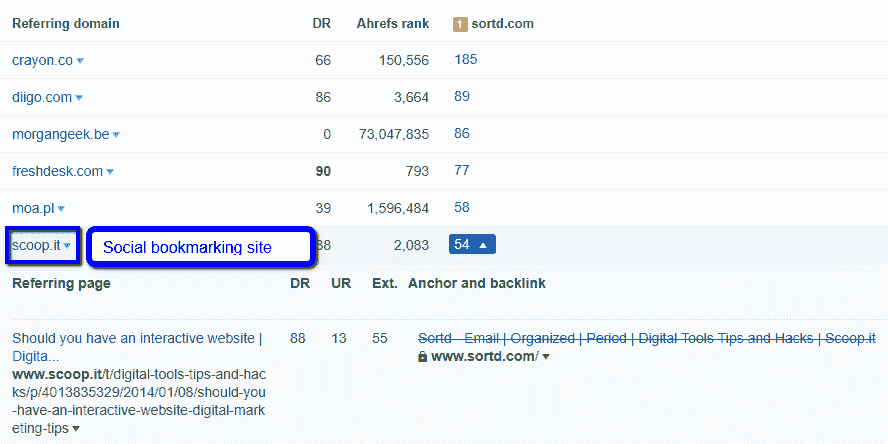 Referring domain DR Ahrefs rank 1 sortd.com
crayon.co 66 150,556 185
diigo.com 86 3,664 89
morgangeek.be 0 73,047,835 86
freshdesk.com 90 793 77
moa.pl 39 1,596,484 58
scoop.it Social bookmarking site 88 2,083 54
Referring page DR UR Ext. Anchor and backlink
Should you have an interactive website | 88 13 55 Sortd - Email | Organized | Period | Digital Tools Tips and Hacks | Scoop.it
Digita... www.sortd.com/
www.scoop.it/t/digital-tools-tips-and-hac
ks/p/4013835329/2014/01/08/should-you
-have-an-interactive-website-digital-mark
eting-tips